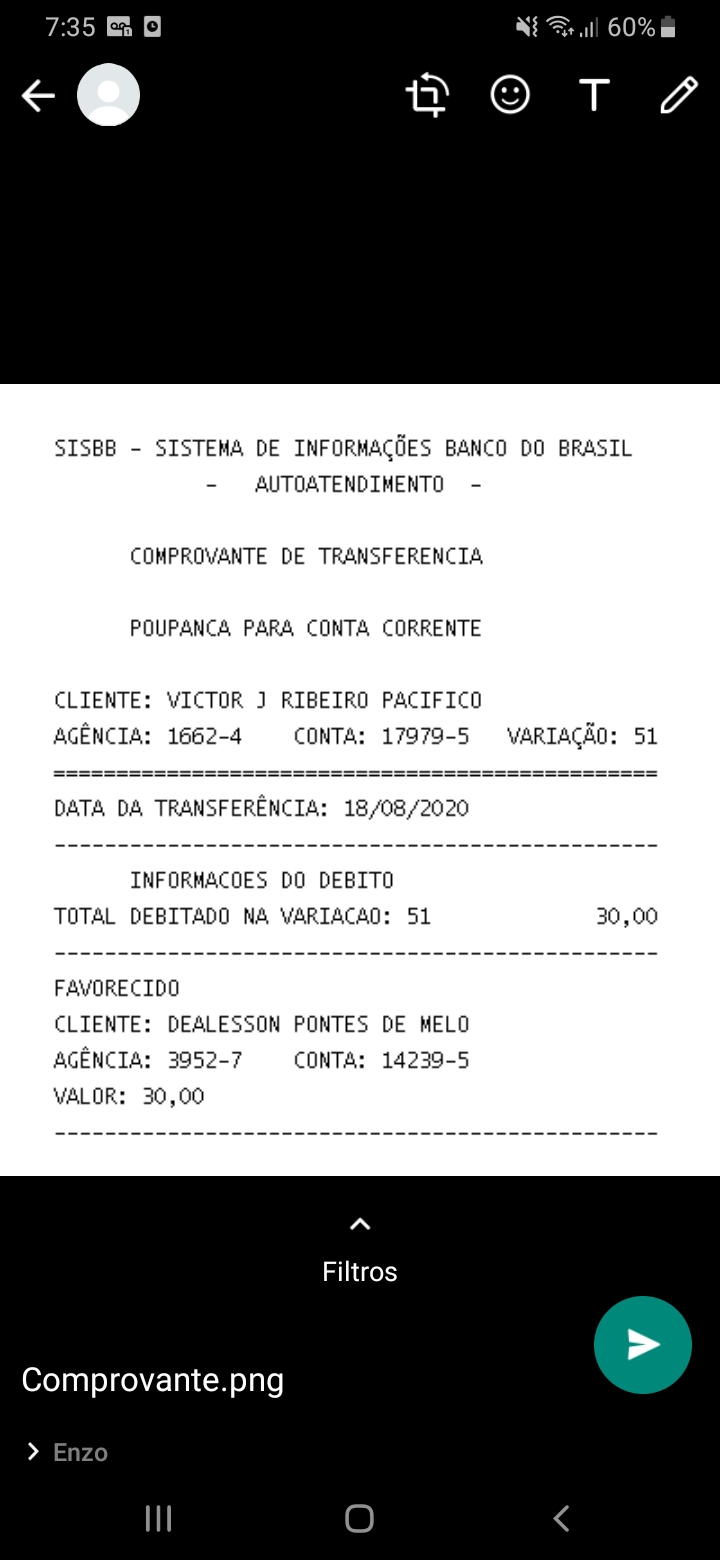 7:35
60%
T
SISBB - SISTEMA DE INFORMAÇÕES BANCO DO BRASIL
- AUTOATENDIMENTO -
COMPROVANTE DE TRANSFERENCIA
POUPANCA PARA CONTA CORRENTE
CLIENTE: VICTOR J RIBEIRO PACIFICO
AGÊNCIA: 1662-4 CONTA: 17979-5 VARIAÇÃO: 51
================================================
DATA DA TRANSFERÊNCIA: 18/08/2020
------------------------------------------------
INFORMACOES DO DEBITO
TOTAL DEBITADO NA VARIACAO: 51 30,00
------------------------------------------------
FAVORECIDO
CLIENTE: DEALESSON PONTES DE MELO
AGÊNCIA: 3952-7 CONTA: 14239-5
VALOR: 30,00
------------------------------------------------
Filtros
Comprovante.png
Enzo